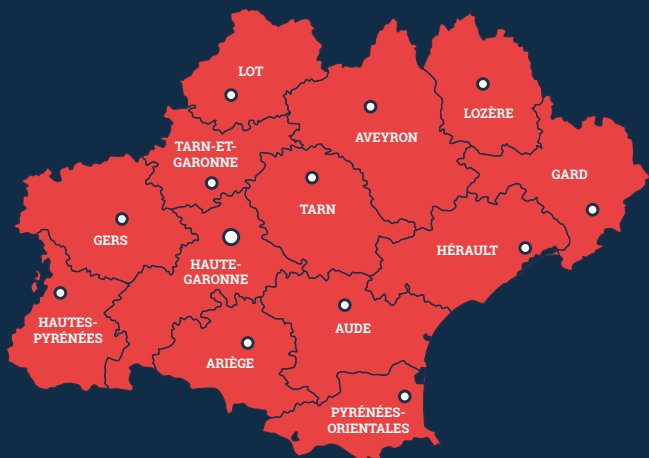 LOT
LOZÈRE
AVEYRON
TARN-ET-
GARONNE
GARD
TARN
GERS
HÉRAULT
HAUTE-
GARONNE
HAUTES-
PYRÉNÉES
AUDE
ARIÈGE
PYRÉNÉES-
ORIENTALES